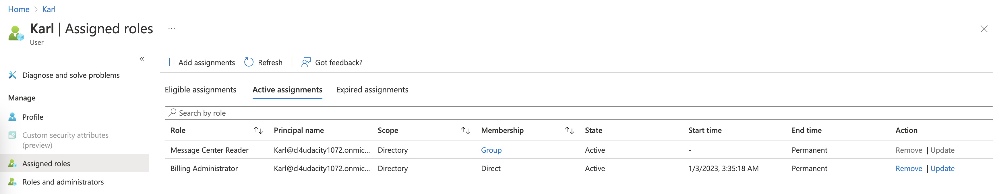 Home > Karl
Karl | Assigned roles ...
User
Diagnose and solve problems
Manage
Profile
Custom security attributes
(preview)
Assigned roles
Roles and administrators
Add assignments Refresh Got feedback?
Eligible assignments Active assignments Expired assignments
Search by role
Role Principal name Scope Membership State Start time End time Action
Message Center Reader Karl@cl4udacity1072.onmic... Directory Group Active - Permanent Remove | Update
Billing Administrator Karl@cl4udacity1072.onmic... Directory Direct Active 1/3/2023, 3:35:18 AM Permanent Remove | Update